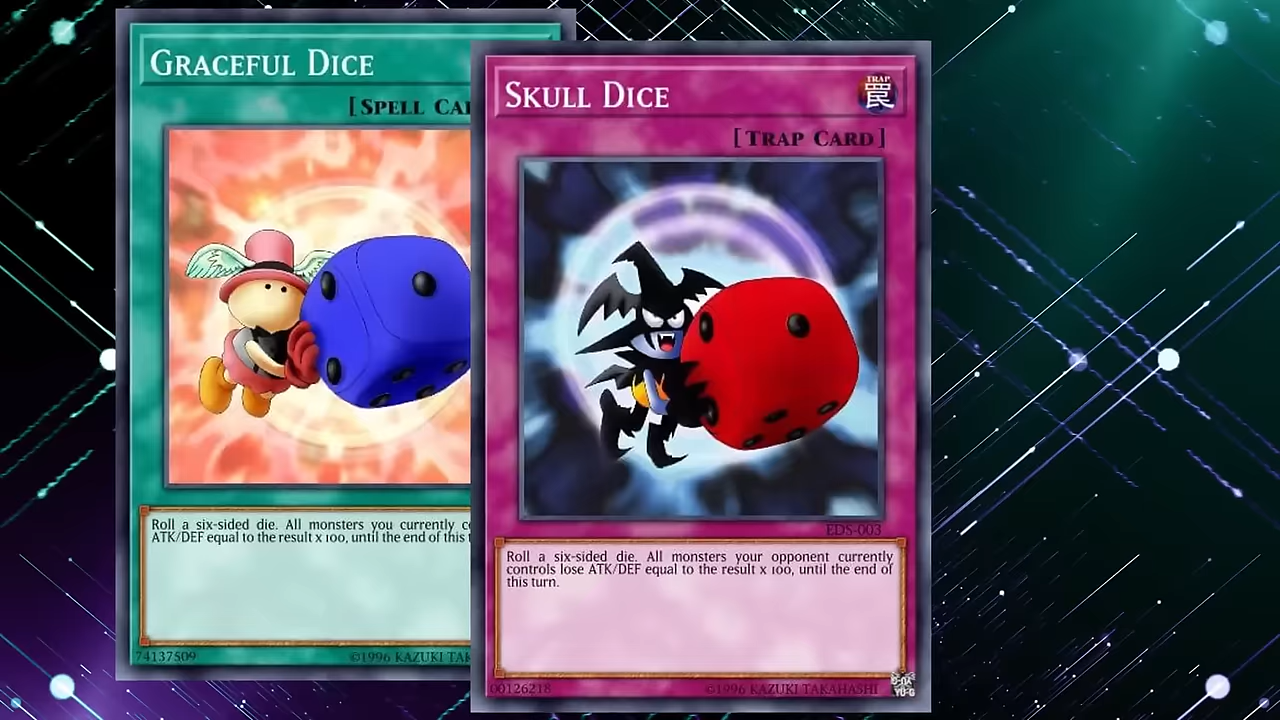 GRACEFUL DICE
[SPELL CA
Roll a six-sided die. All monsters you currently c
ATK/DEF equal to the result x 100, until the end of this t
74137509
©1996 KAZUKI TAK
SKULL DICE
TRAP
罠
[TRAP CARD]
EDS-003
Roll a six-sided die. All monsters your opponent currently
controls lose ATK/DEF equal to the result x 100, until the end of
this turn.
00126218
©1996 KAZUKI TAKAHASHI